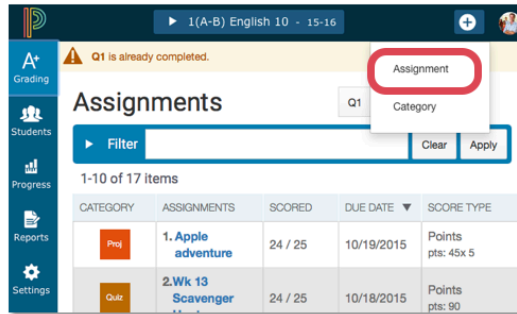 1(A-B) English 10 - 15-16
A+
Grading
Q1 is already completed.
Assignment
Category
Students
Assignments
Q1
Filter
Clear
Apply
Progress
1-10 of 17 items
CATEGORY ASSIGNMENTS SCORED DUE DATE SCORE TYPE
Reports
Proj
1. Apple
adventure
24 / 25
10/19/2015
Points
pts: 45x 5
Settings
Quiz
2.Wk 13
Scavenger
24 / 25
10/18/2015
Points
pts: 90